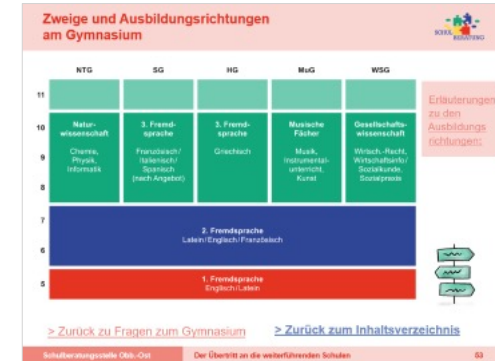 Zweige und Ausbildungsrichtungen
am Gymnasium
SCHUL
BERATUNG
NTG SG HG MuG WSG
11
10
9
8
Natur-
wissenschaft
Chemie,
Physik,
Informatik
3. Fremd-
sprache
Französisch/
Italienisch/
Spanisch
(nach Angebot)
3. Fremd-
sprache
Griechisch
Musische
Fächer
Musik,
Instrumental-
unterricht,
Kunst
Gesellschafts-
wissenschaft
Wirtsch.-Recht,
Wirtschaftsinfo/
Sozialkunde,
Sozialpraxis
Erläuterungen
zu den
Ausbildungs
richtungen:
7
6
2. Fremdsprache
Latein/Englisch/Französisch
5
1. Fremdsprache
Englisch/Latein
> Zurück zu Fragen zum Gymnasium
> Zurück zum Inhaltsverzeichnis
Schulberatungsstelle Obb.-Ost Der Übertritt an die weiterführenden Schulen 53